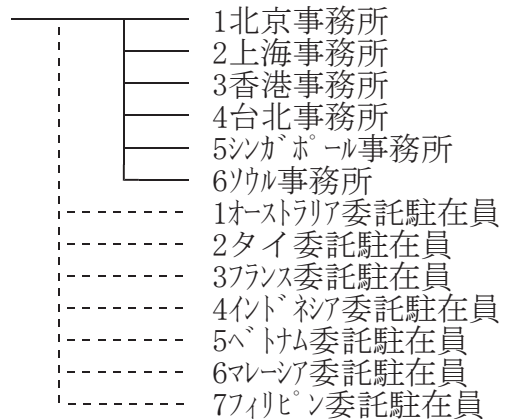 1北京事務所
2上海事務所
3香港事務所
4台北事務所
5ｼﾝｶﾞﾎﾟｰﾙ事務所
6ｿｳﾙ事務所
1ｵｰｽﾄﾗﾘｱ委託駐在員
2タイ委託駐在員
3ﾌﾗﾝｽ委託駐在員
4ｲﾝﾄﾞﾈｼｱ委託駐在員
5ﾍﾞﾄﾅﾑ委託駐在員
6ﾏﾚｰｼｱ委託駐在員
7ﾌｨﾘﾋﾟﾝ委託駐在員